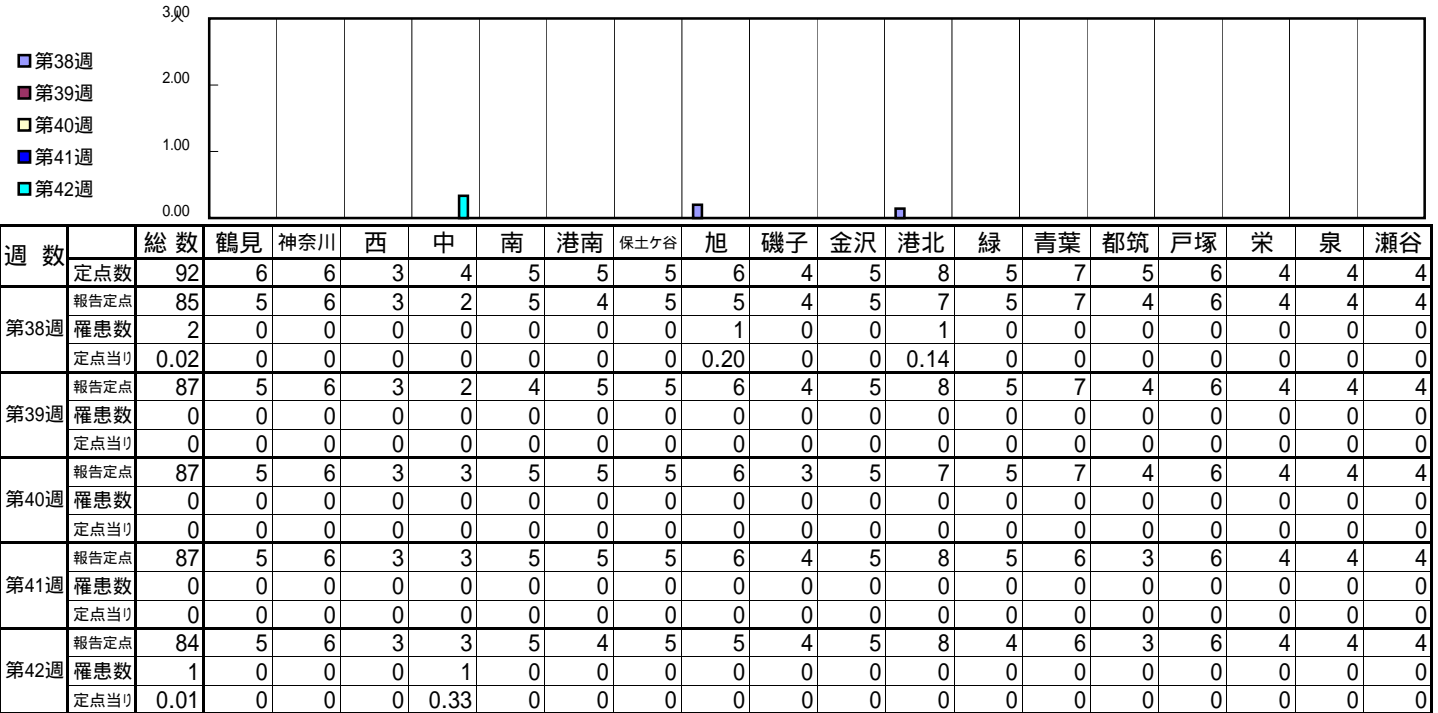 3.00
人
第38週
第39週
第40週
第41週
第42週
2.00
1.00
0.00
週 数 総 数 鶴見 神奈川 西 中 南 港南 保土ケ谷 旭 磯子 金沢 港北 緑 青葉 都筑 戸塚 栄 泉 瀬谷
定点数 92 6 6 3 4 5 5 5 6 4 5 8 5 7 5 6 4 4 4
第38週 報告定点 85 5 6 3 2 5 4 5 5 4 5 7 5 7 4 6 4 4 4
罹患数 2 0 0 0 0 0 0 0 1 0 0 1 0 0 0 0 0 0 0
定点当り 0.02 0 0 0 0 0 0 0 0.20 0 0 0.14 0 0 0 0 0 0 0
第39週 報告定点 87 5 6 3 2 4 5 5 6 4 5 8 5 7 4 6 4 4 4
罹患数 0 0 0 0 0 0 0 0 0 0 0 0 0 0 0 0 0 0 0
定点当り 0 0 0 0 0 0 0 0 0 0 0 0 0 0 0 0 0 0 0
第40週 報告定点 87 5 6 3 3 5 5 5 6 3 5 7 5 7 4 6 4 4 4
罹患数 0 0 0 0 0 0 0 0 0 0 0 0 0 0 0 0 0 0 0
定点当り 0 0 0 0 0 0 0 0 0 0 0 0 0 0 0 0 0 0 0
第41週 報告定点 87 5 6 3 3 5 5 5 6 4 5 8 5 6 3 6 4 4 4
罹患数 0 0 0 0 0 0 0 0 0 0 0 0 0 0 0 0 0 0 0
定点当り 0 0 0 0 0 0 0 0 0 0 0 0 0 0 0 0 0 0 0
第42週 報告定点 84 5 6 3 3 5 4 5 5 4 5 8 4 6 3 6 4 4 4
罹患数 1 0 0 0 1 0 0 0 0 0 0 0 0 0 0 0 0 0 0
定点当り 0.01 0 0 0 0.33 0 0 0 0 0 0 0 0 0 0 0 0 0 0